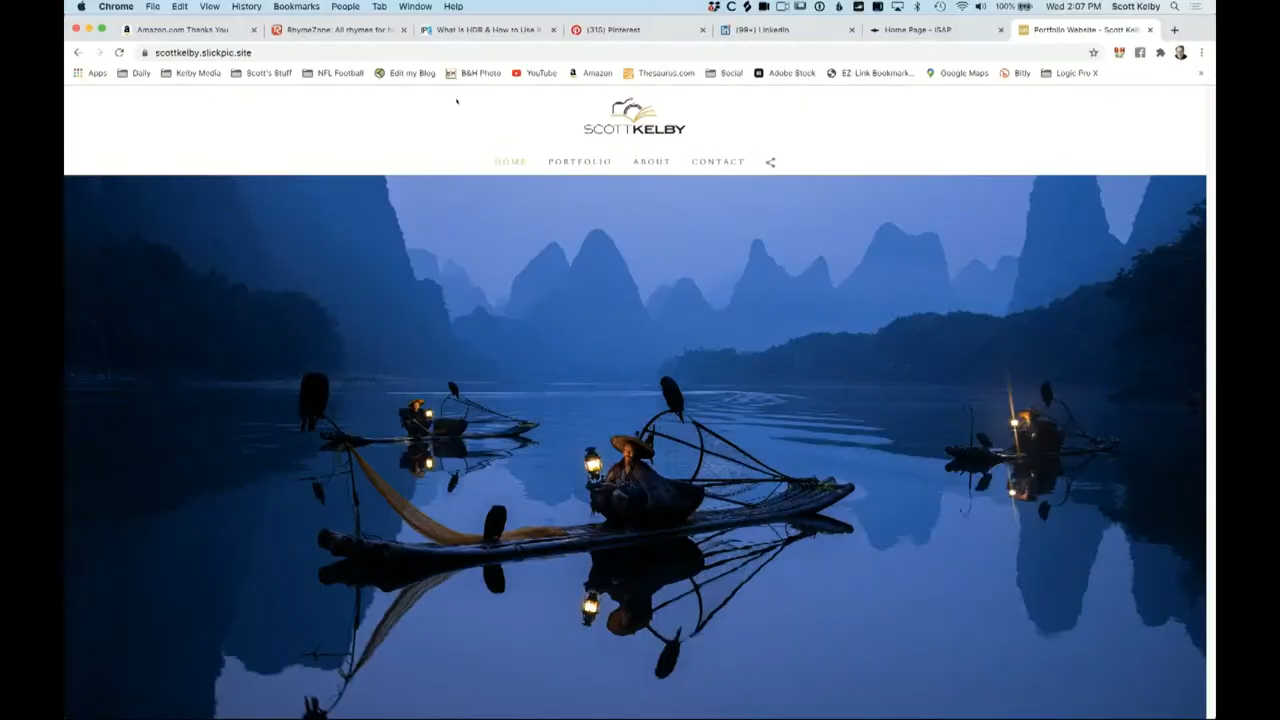 Chrome File Edit View History Bookmarks People Tab Window Help 100% Wed 2:07 PM Scott Kelby
Amazon.com Thanks You RhymeZone: All rhymes for b What is HDR & How to Use I (315) Pinterest (99+) LinkedIn Home Page - ISAP Portfolio Website - Scott Kelb
scottkelby.slickpic.site
Apps Daily Kelby Media Scott's Stuff NFL Football Edit my Blog B&H Photo YouTube Amazon Thesaurus.com Social Adobe Stock EZ-Link Bookmark... Google Maps Bitly Logic Pro X »
SCOTTKELBY
HOME PORTFOLIO ABOUT CONTACT